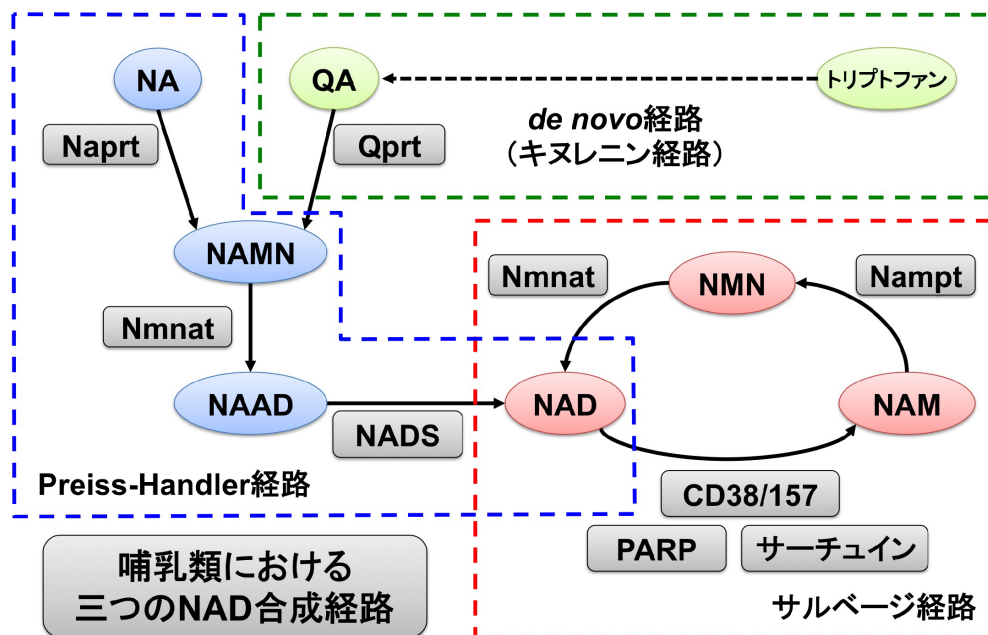 NA
QA
トリプトファン
Naprt
Qprt
de novo経路
（キヌレニン経路）
NAMN
Nmnat
NMN
Nampt
Nmnat
NAAD
NAD
NAM
NADS
Preiss-Handler経路
CD38/157
PARP
サーチュイン
哺乳類における
三つのNAD合成経路
サルベージ経路